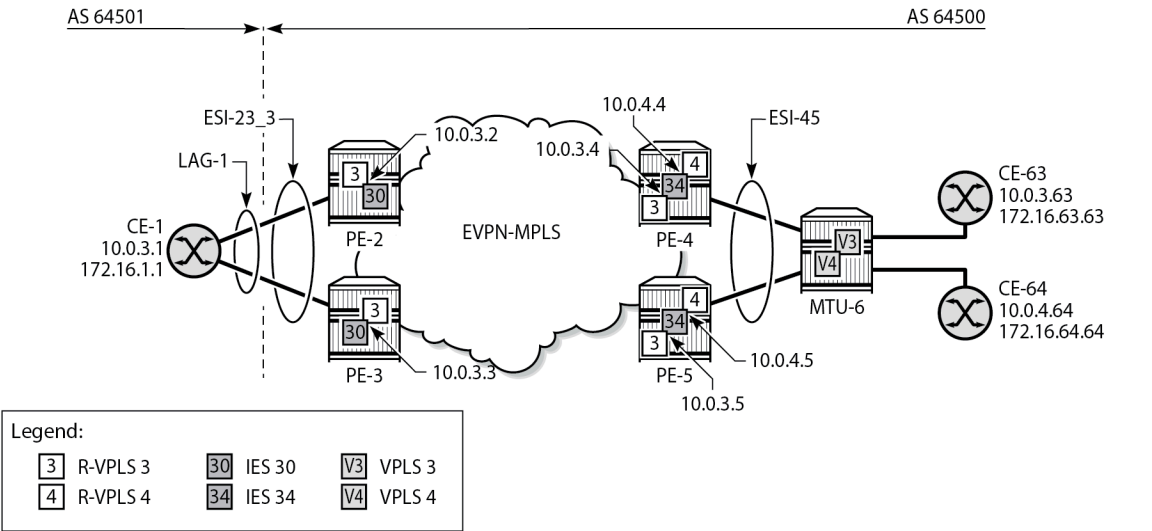 AS 64501
AS 64500
ESI-23_3
LAG-1
CE-1
10.0.3.1
172.16.1.1
10.0.3.2
3
30
PE-2
3
30
PE-3
10.0.3.3
EVPN-MPLS
10.0.4.4
10.0.3.4
4
34
3
PE-4
ESI-45
4
34
3
PE-5
10.0.4.5
10.0.3.5
V3
V4
MTU-6
CE-63
10.0.3.63
172.16.63.63
CE-64
10.0.4.64
172.16.64.64
Legend:
3 R-VPLS 3 30 IES 30 V3 VPLS 3
4 R-VPLS 4 34 IES 34 V4 VPLS 4